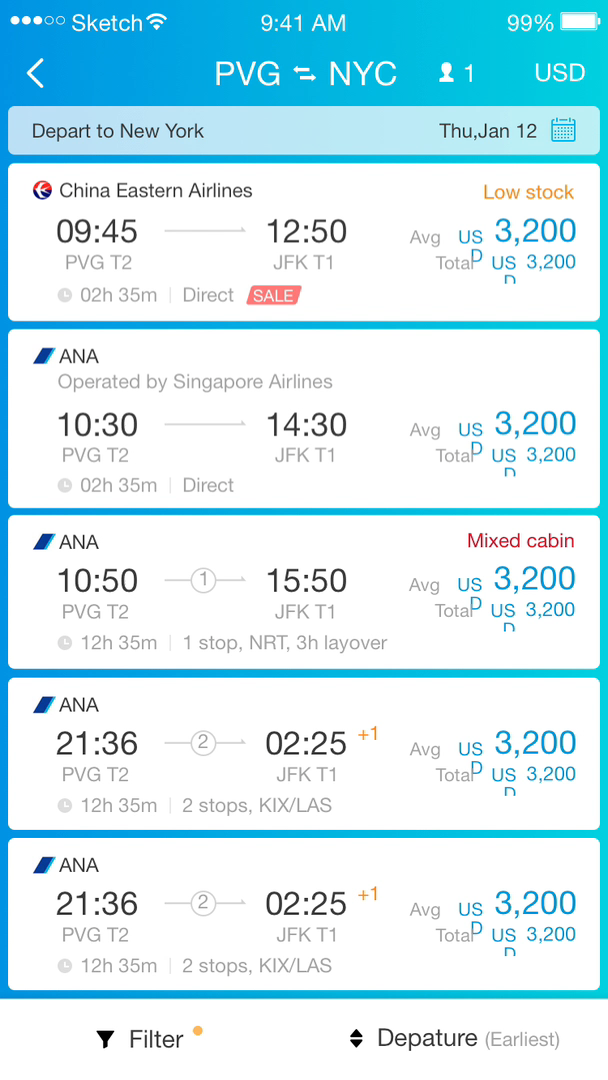 Sketch 9:41 AM 99%
PVG NYC 1 USD
Depart to New York Thu,Jan 12
China Eastern Airlines Low stock
09:45 12:50 Avg USD 3,200
PVG T2 JFK T1 Total USD 3,200
02h 35m Direct SALE
ANA
Operated by Singapore Airlines
10:30 14:30 Avg USD 3,200
PVG T2 JFK T1 Total USD 3,200
02h 35m Direct
ANA Mixed cabin
10:50 1 15:50 Avg USD 3,200
PVG T2 JFK T1 Total USD 3,200
12h 35m 1 stop, NRT, 3h layover
ANA
21:36 2 02:25 +1 Avg USD 3,200
PVG T2 JFK T1 Total USD 3,200
12h 35m 2 stops, KIX/LAS
ANA
21:36 2 02:25 +1 Avg USD 3,200
PVG T2 JFK T1 Total USD 3,200
12h 35m 2 stops, KIX/LAS
Filter Depature (Earliest)